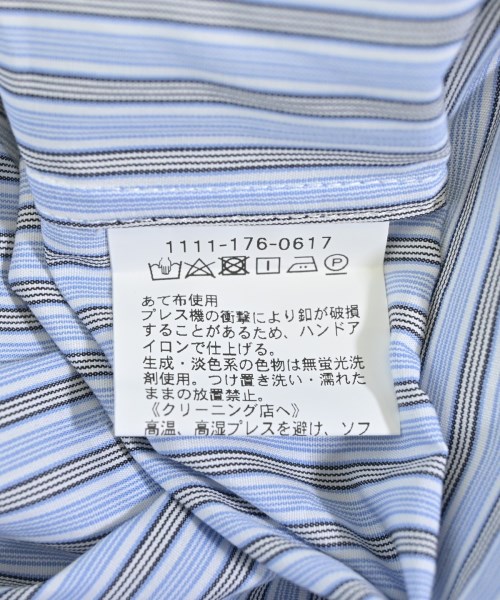 1111-176-0617
あて布使用
プレス機の衝撃により釦が破損
することがあるため、ハンドア
イロンで仕上げる。
生成・淡色系の色物は無蛍光洗
剤使用。つけ置き洗い・濡れた
ままの放置禁止。
《クリーニング店へ》
高温、高湿プレスを避け、ソフ